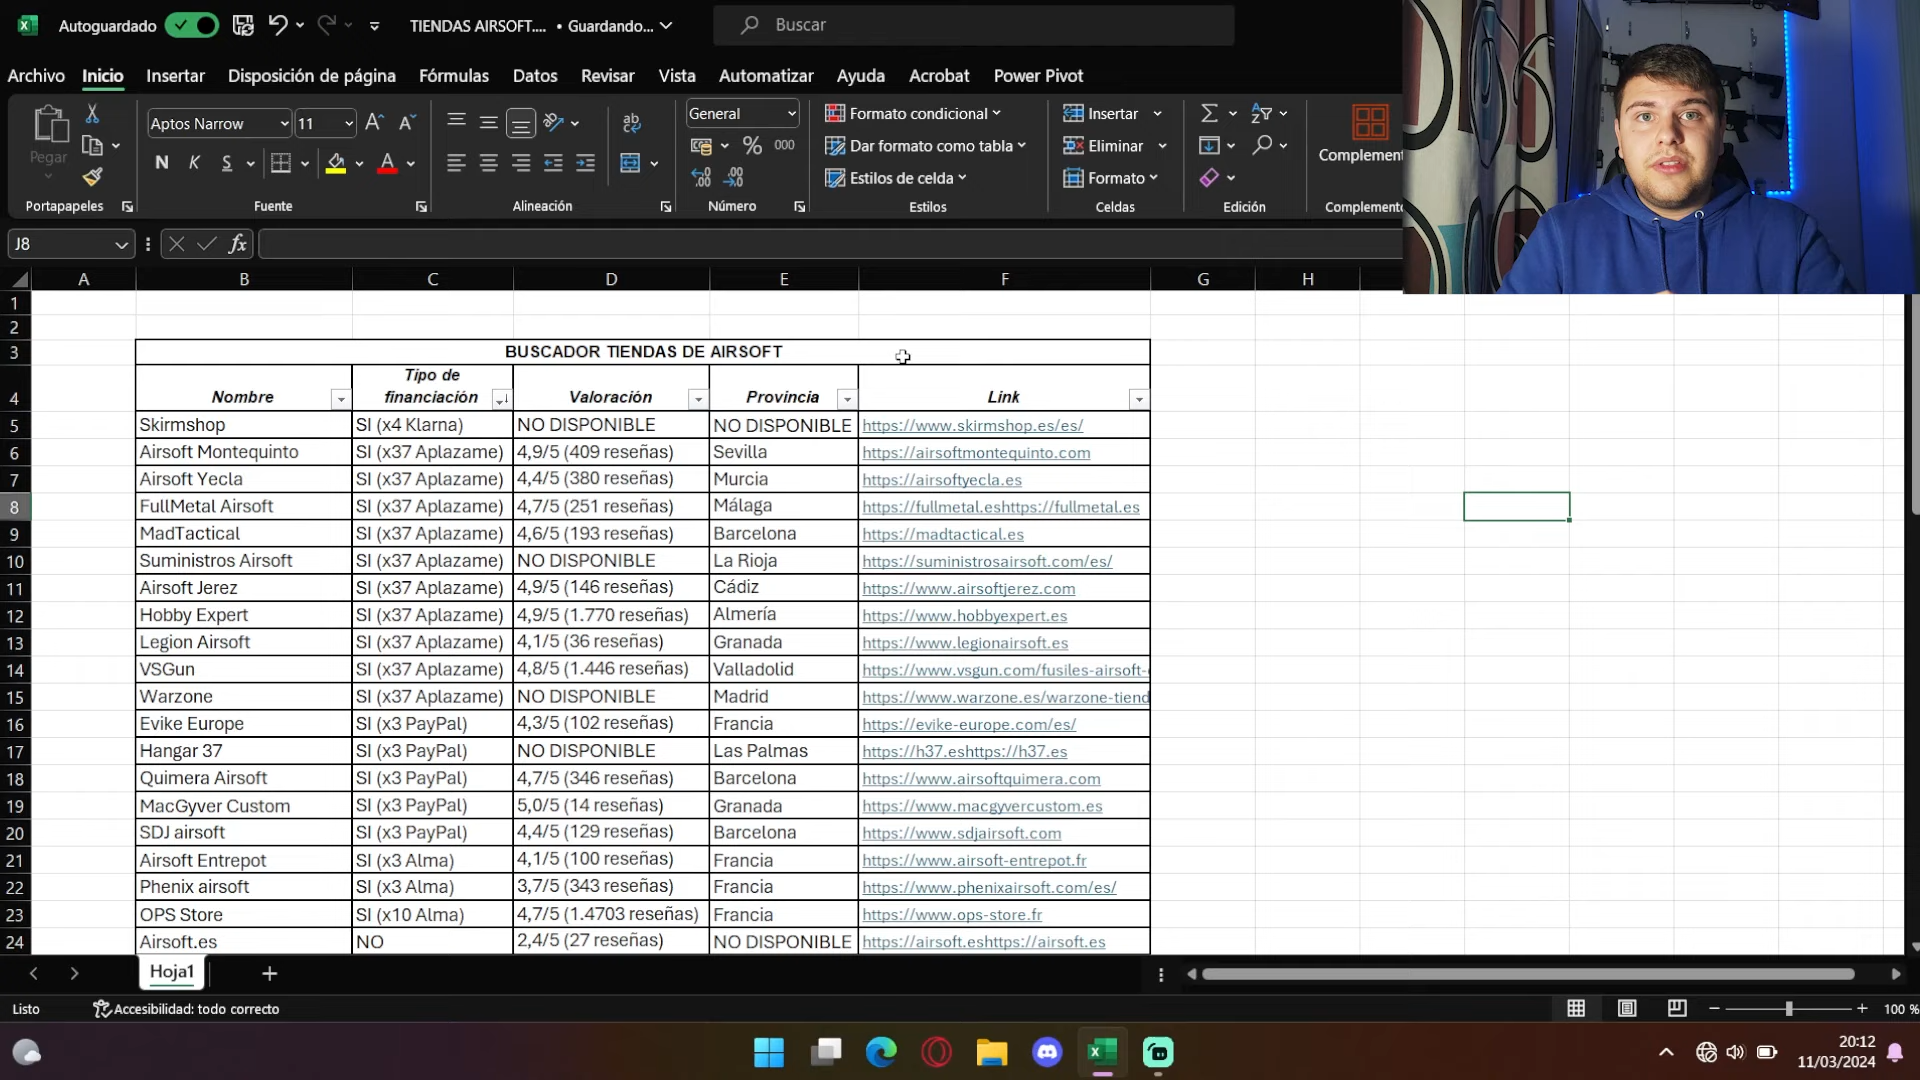 Autoguardado TIENDAS AIRSOFT.... • Guardando... Buscar
Archivo Inicio Insertar Disposición de página Fórmulas Datos Revisar Vista Automatizar Ayuda Acrobat Power Pivot
Pegar Aptos Narrow 11 General Formato condicional Insertar
N K S % 000 Dar formato como tabla Eliminar Complement
Estilos de celda Formato
Portapapeles Fuente Alineación Número Estilos Celdas Edición Complemento
J8 fx
A B C D E F G H
1
2
3 BUSCADOR TIENDAS DE AIRSOFT
4 Nombre Tipo de financiación Valoración Provincia Link
5 Skirmshop SI (x4 Klarna) NO DISPONIBLE NO DISPONIBLE https://www.skirmshop.es/es/
6 Airsoft Montequinto SI (x37 Aplazame) 4,9/5 (409 reseñas) Sevilla https://airsoftmontequinto.com
7 Airsoft Yecla SI (x37 Aplazame) 4,4/5 (380 reseñas) Murcia https://airsoftyecla.es
8 FullMetal Airsoft SI (x37 Aplazame) 4,7/5 (251 reseñas) Málaga https://fullmetal.eshttps://fullmetal.es
9 MadTactical SI (x37 Aplazame) 4,6/5 (193 reseñas) Barcelona https://madtactical.es
10 Suministros Airsoft SI (x37 Aplazame) NO DISPONIBLE La Rioja https://suministrosairsoft.com/es/
11 Airsoft Jerez SI (x37 Aplazame) 4,9/5 (146 reseñas) Cádiz https://www.airsoftjerez.com
12 Hobby Expert SI (x37 Aplazame) 4,9/5 (1.770 reseñas) Almería https://www.hobbyexpert.es
13 Legion Airsoft SI (x37 Aplazame) 4,1/5 (36 reseñas) Granada https://www.legionairsoft.es
14 VSGun SI (x37 Aplazame) 4,8/5 (1.446 reseñas) Valladolid https://www.vsgun.com/fusiles-airsoft-
15 Warzone SI (x37 Aplazame) NO DISPONIBLE Madrid https://www.warzone.es/warzone-tiend
16 Evike Europe SI (x3 PayPal) 4,3/5 (102 reseñas) Francia https://evike-europe.com/es/
17 Hangar 37 SI (x3 PayPal) NO DISPONIBLE Las Palmas https://h37.eshttps://h37.es
18 Quimera Airsoft SI (x3 PayPal) 4,7/5 (346 reseñas) Barcelona https://www.airsoftquimera.com
19 MacGyver Custom SI (x3 PayPal) 5,0/5 (14 reseñas) Granada https://www.macgyvercustom.es
20 SDJ airsoft SI (x3 PayPal) 4,4/5 (129 reseñas) Barcelona https://www.sdjairsoft.com
21 Airsoft Entrepot SI (x3 Alma) 4,1/5 (100 reseñas) Francia https://www.airsoft-entrepot.fr
22 Phenix airsoft SI (x3 Alma) 3,7/5 (343 reseñas) Francia https://www.phenixairsoft.com/es/
23 OPS Store SI (x10 Alma) 4,7/5 (1.4703 reseñas) Francia https://www.ops-store.fr
24 Airsoft.es NO 2,4/5 (27 reseñas) NO DISPONIBLE https://airsoft.eshttps://airsoft.es
Hoja1
Listo Accesibilidad: todo correcto 100 %
20:12
11/03/2024